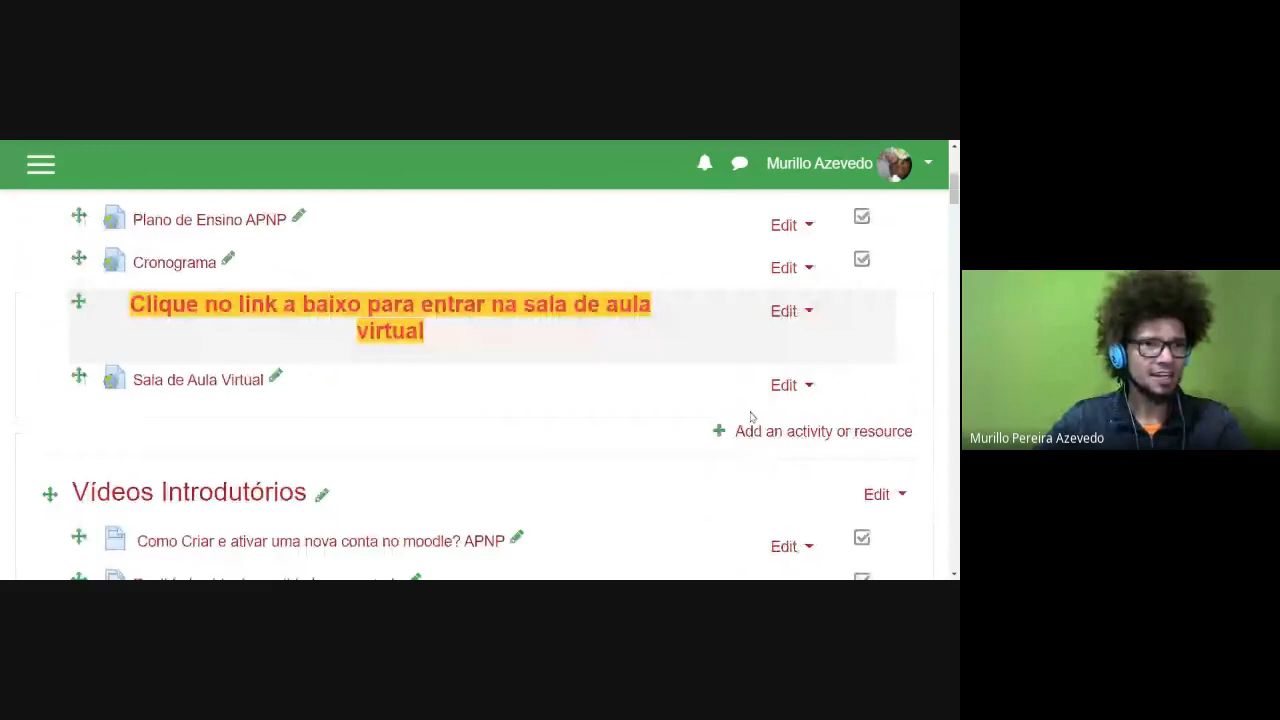 Murillo Azevedo
Plano de Ensino APNP
Edit
Cronograma
Edit
Clique no link a baixo para entrar na sala de aula
virtual
Edit
Sala de Aula Virtual
Edit
Add an activity or resource
Vídeos Introdutórios
Edit
Como Criar e ativar uma nova conta no moodle? APNP
Edit
Murillo Pereira Azevedo